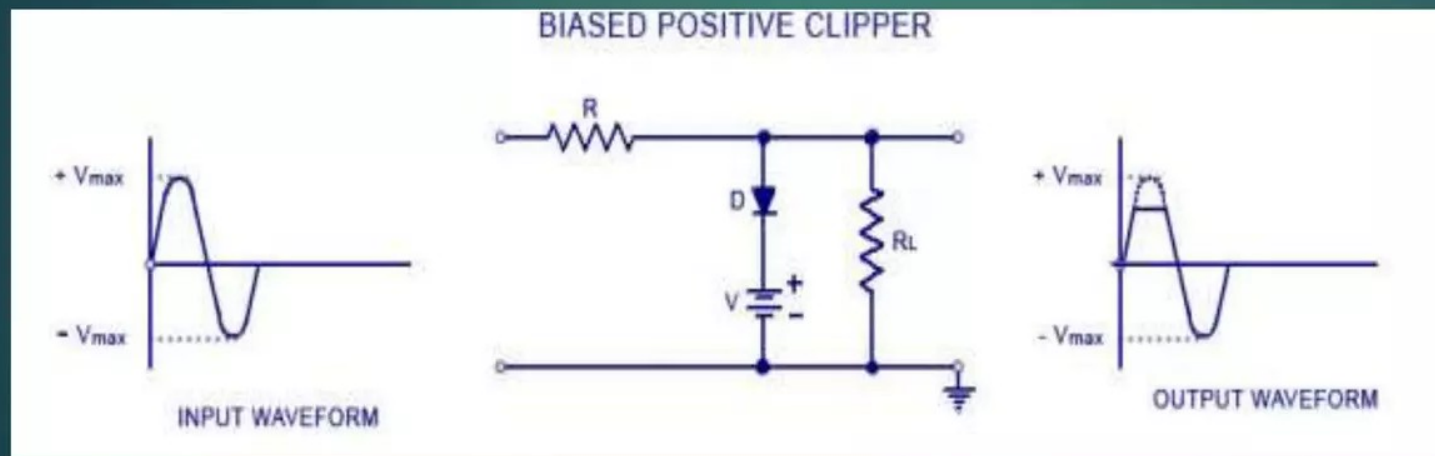 BIASED POSITIVE CLIPPER
R
+ Vmax
D
RL
V
+
-
- Vmax
INPUT WAVEFORM
+ Vmax
- Vmax
OUTPUT WAVEFORM